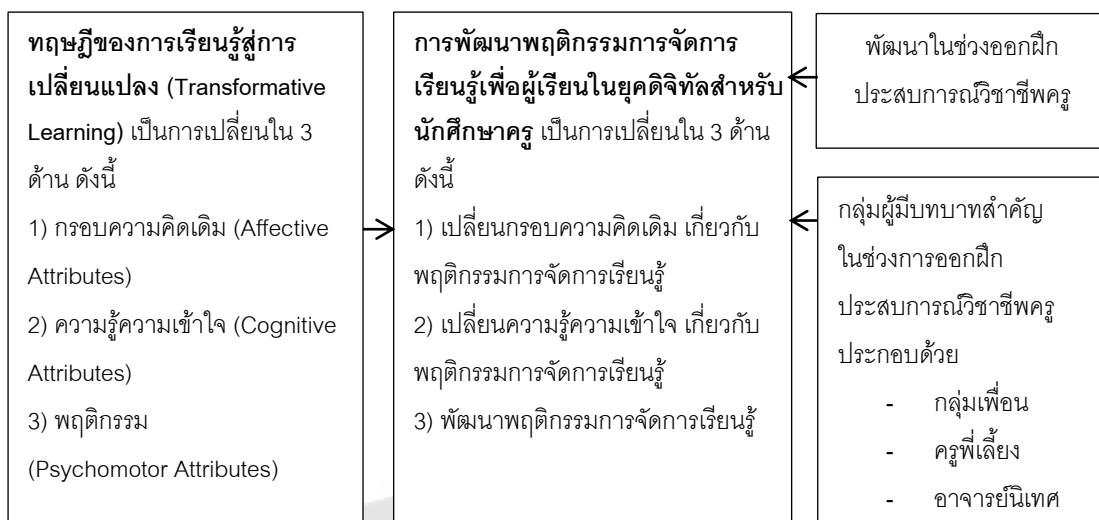 ทฤษฎีของการเรียนรู้สู่การ
เปลี่ยนแปลง (Transformative
Learning) เป็นการเปลี่ยนใน 3
ด้าน ดังนี้
1) กรอบความคิดเดิม (Affective
Attributes)
2) ความรู้ความเข้าใจ (Cognitive
Attributes)
3) พฤติกรรม
(Psychomotor Attributes)
การพัฒนาพฤติกรรมการจัดการ
เรียนรู้เพื่อผู้เรียนในยุคดิจิทัลสำหรับ
นักศึกษาครู เป็นการเปลี่ยนใน 3 ด้าน
ดังนี้
1) เปลี่ยนกรอบความคิดเดิม เกี่ยวกับ
พฤติกรรมการจัดการเรียนรู้
2) เปลี่ยนความรู้ความเข้าใจ เกี่ยวกับ
พฤติกรรมการจัดการเรียนรู้
3) พัฒนาพฤติกรรมการจัดการเรียนรู้
พัฒนาในช่วงออกฝึก
ประสบการณ์วิชาชีพครู
กลุ่มผู้มีบทบาทสำคัญ
ในช่วงการออกฝึก
ประสบการณ์วิชาชีพครู
ประกอบด้วย
- กลุ่มเพื่อน
- ครูพี่เลี้ยง
- อาจารย์นิเทศ